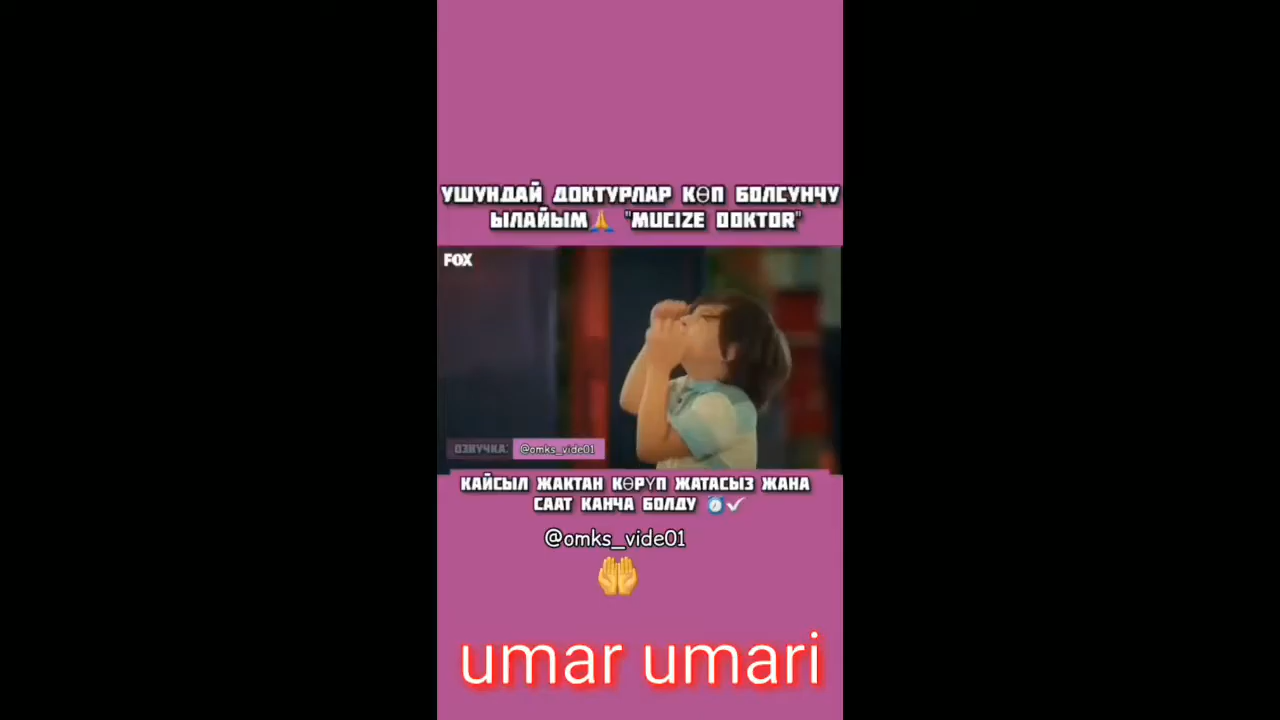 УШУНДАЙ ДОКТУРЛАР КӨП БОЛСУНЧУ
ЫЛАЙЫМ🙏 "MUCIZE DOKTOR"
FOX
ОЗВУЧКА: @omks_vide01
КАЙСЫЛ ЖАКТАН КӨРҮП ЖАТАСЫЗ ЖАНА
СААТ КАНЧА БОЛДУ ⏰✓
@omks_vide01
🤲
umar umari